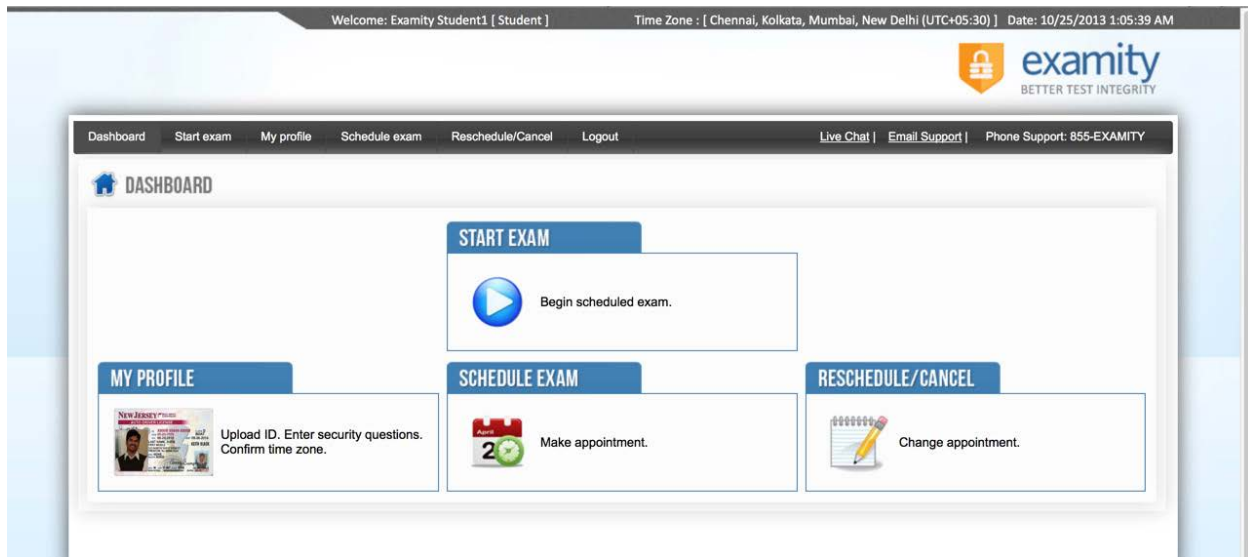 Welcome: Examity Student1 [ Student ] Time Zone : [ Chennai, Kolkata, Mumbai, New Delhi (UTC+05:30) ] Date: 10/25/2013 1:05:39 AM
examity
BETTER TEST INTEGRITY
Dashboard Start exam My profile Schedule exam Reschedule/Cancel Logout Live Chat | Email Support | Phone Support: 855-EXAMITY
DASHBOARD
START EXAM
Begin scheduled exam.
MY PROFILE
NEW JERSEY
Upload ID. Enter security questions.
Confirm time zone.
SCHEDULE EXAM
April
2
Make appointment.
RESCHEDULE/CANCEL
Change appointment.